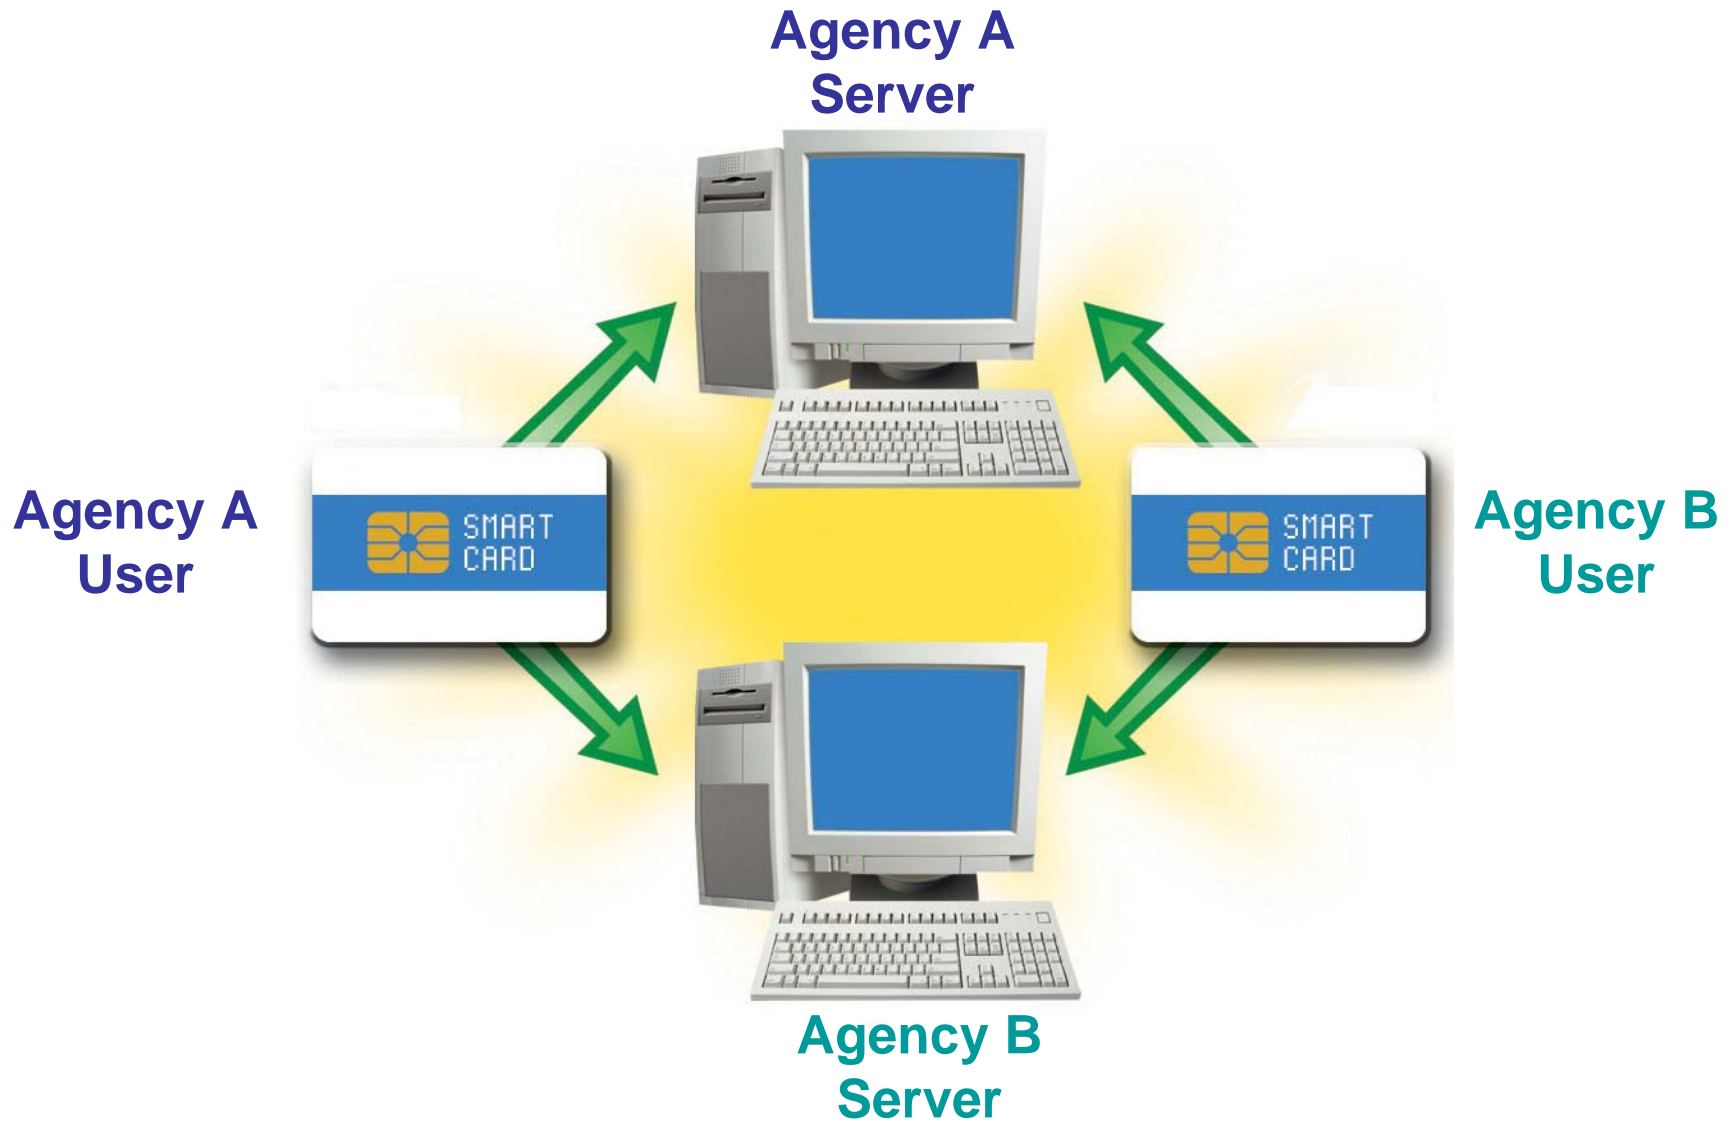 Agency A
Server
Agency A
User
SMART
CARD
SMART
CARD
Agency B
User
Agency B
Server